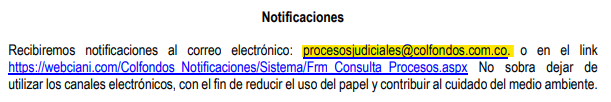 Notificaciones
Recibiremos notificaciones al correo electrónico: procesosjudiciales@colfondos.com.co. o en el link
https://webciani.com/Colfondos_Notificaciones/Sistema/Frm_Consulta_Procesos.aspx No sobra dejar de
utilizar los canales electrónicos, con el fin de reducir el uso del papel y contribuir al cuidado del medio ambiente.